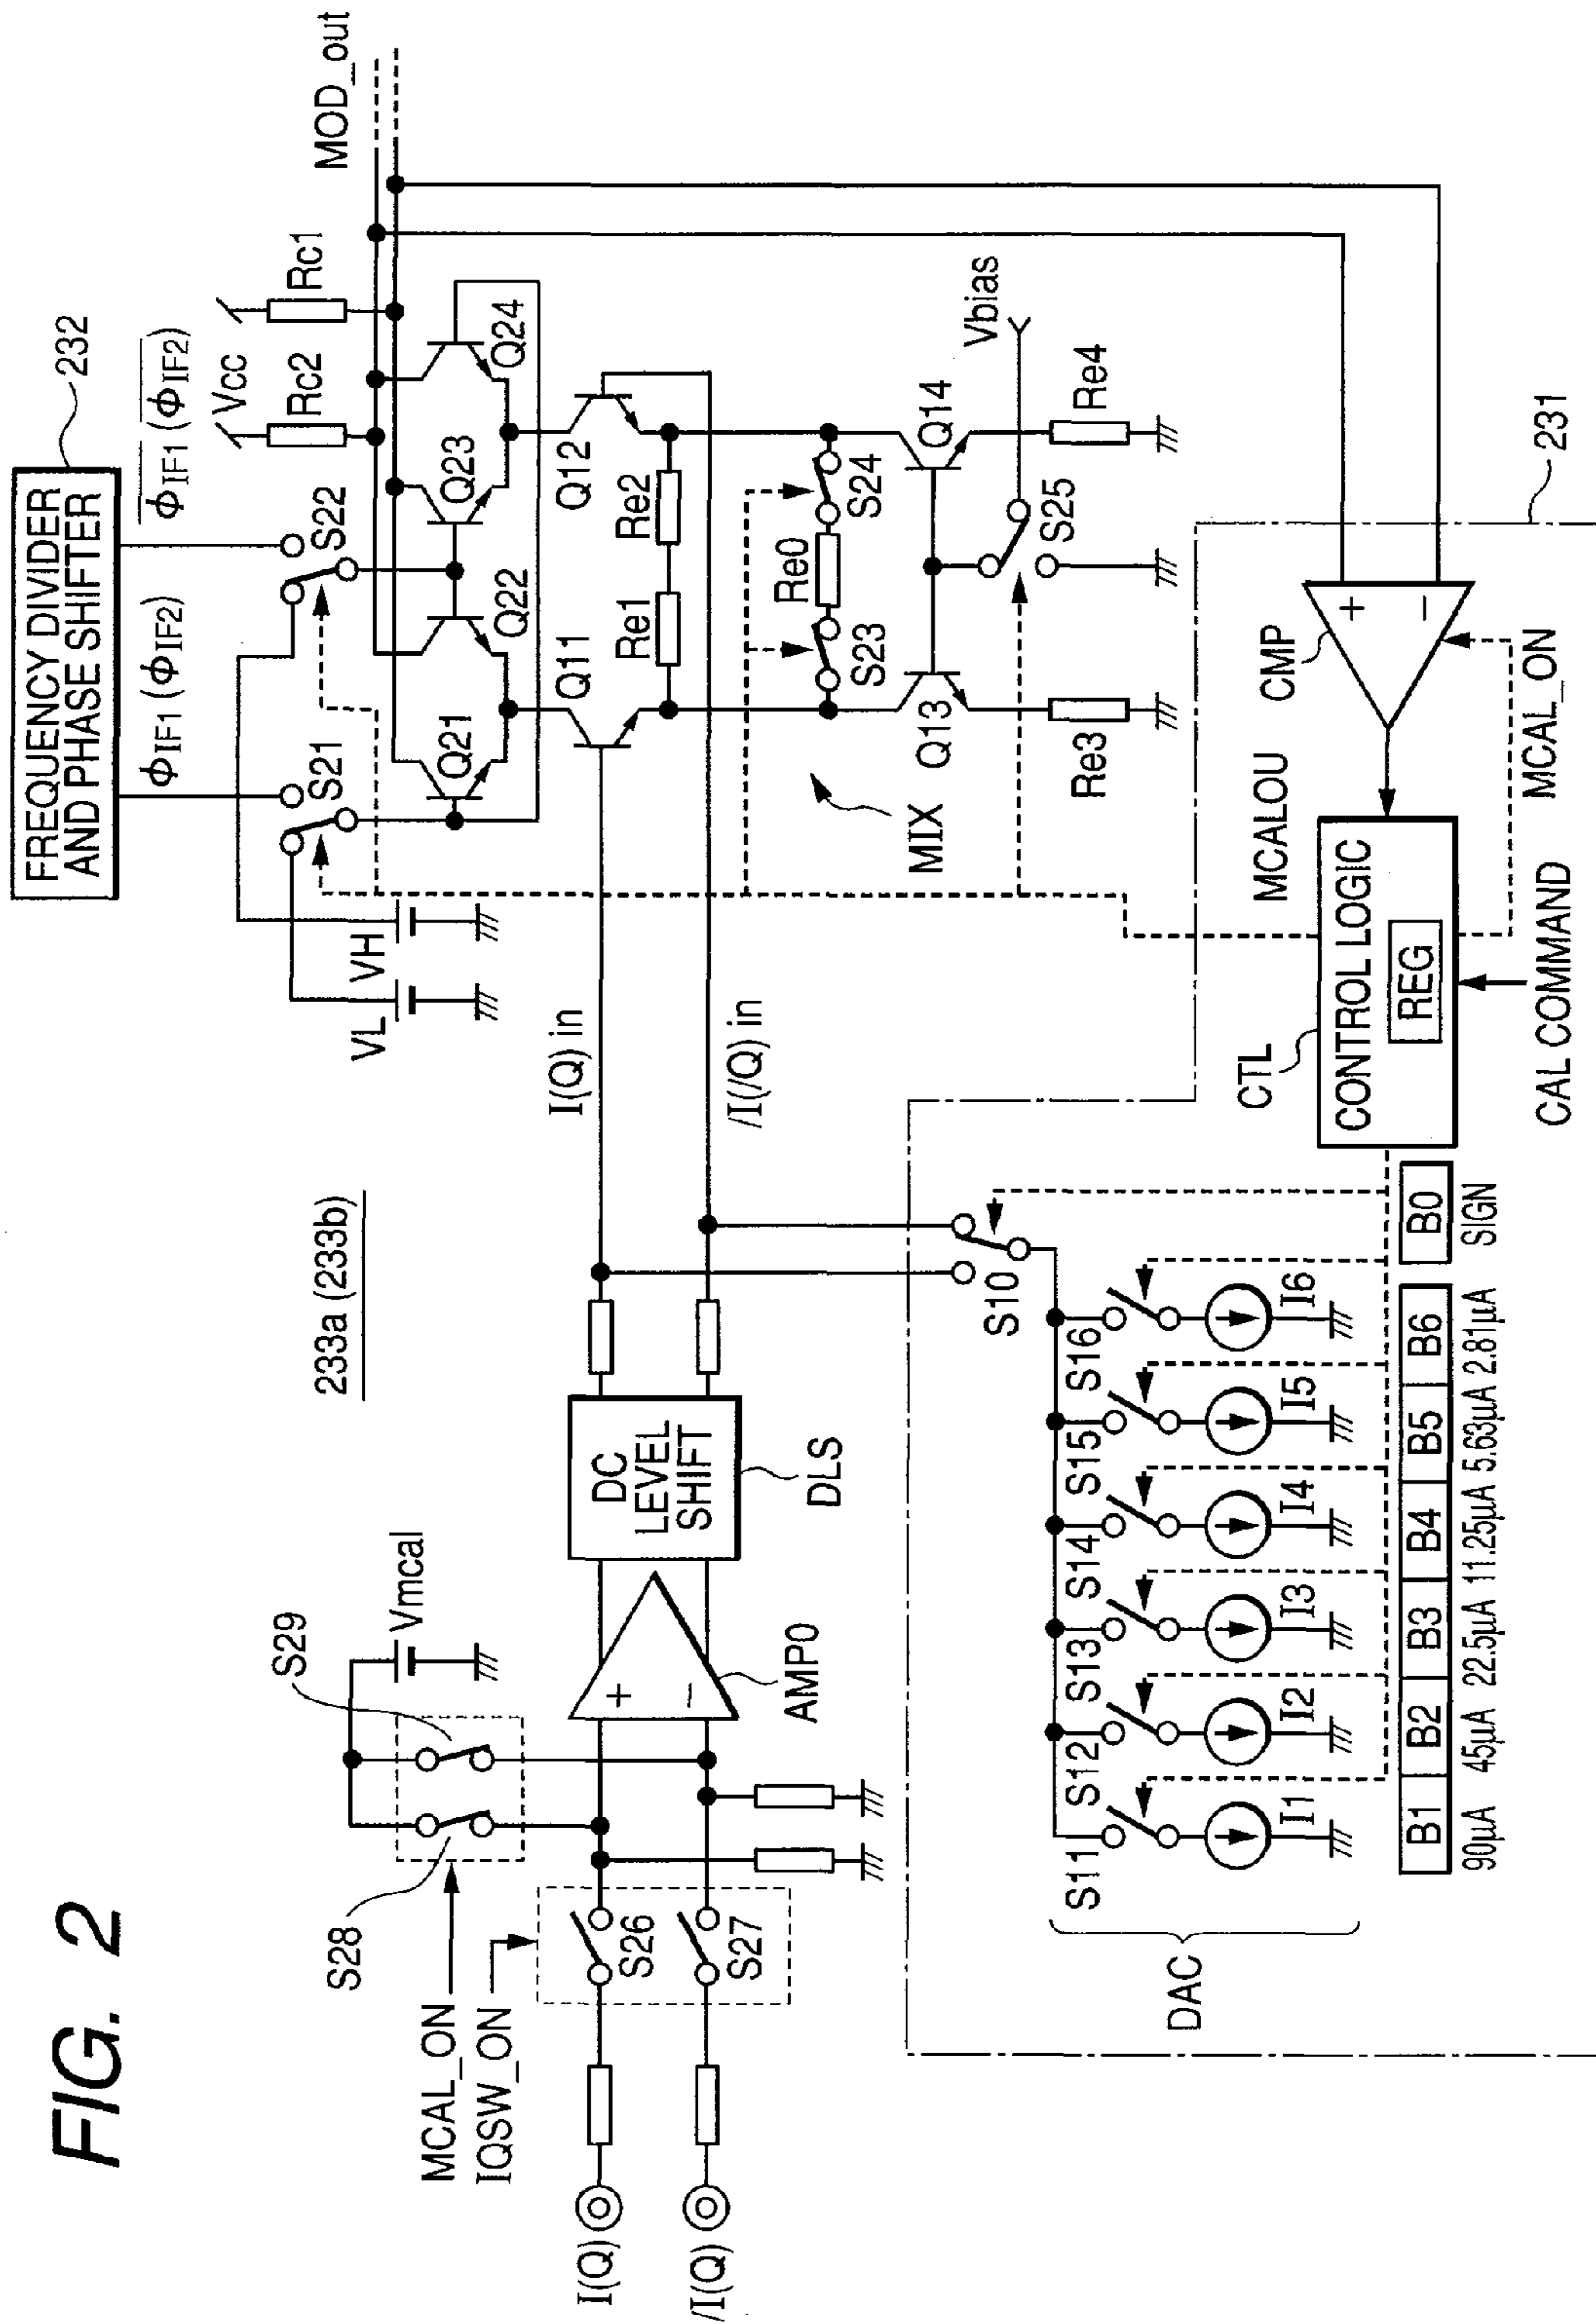 FIG. 2
233a (233b)
FREQUENCY DIVIDER
AND PHASE SHIFTER
232
ϕIF1 (ϕIF2)
ϕIF1 (ϕIF2)
Vcc
Rc2
Rc1
MOD_out
VL
VH
S21
S22
Q21
Q22
Q23
Q24
I(Q) in
/I(/Q) in
Q11
Q12
Re1
Re2
S23
Re0
S24
MIX
Q13
Q14
Vbias
S25
Re3
Re4
MCAL_ON
IQSW_ON
S28
S29
Vmcal
I(Q)
/I(Q)
S26
S27
+
−
AMP0
DC
LEVEL
SHIFT
DLS
S10
DAC
S11
S12
S13
S14
S15
S16
I1
I2
I3
I4
I5
I6
B1
B2
B3
B4
B5
B6
B0
90μA
45μA
22.5μA
11.25μA
5.63μA
2.81μA
SIGN
CTL
CONTROL LOGIC
REG
CAL COMMAND
MCALOU
MCAL_ON
CMP
+
−
231